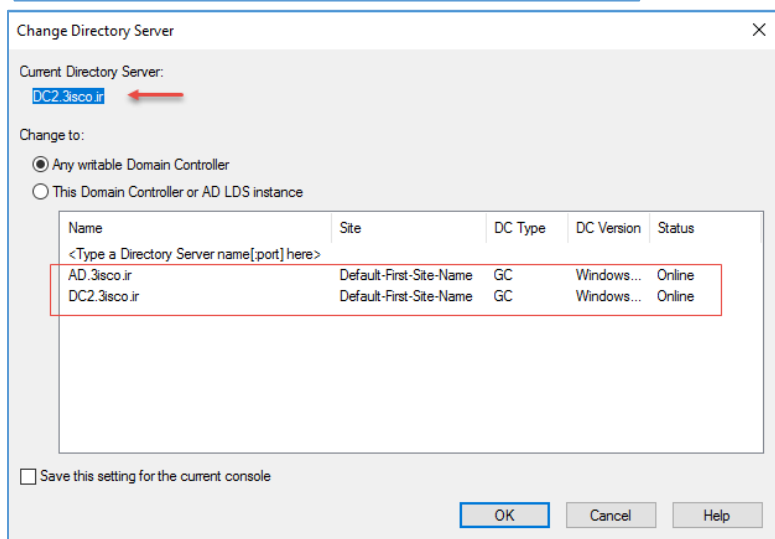 Change Directory Server
Current Directory Server:
DC2.3isco.ir
Change to:
Any writable Domain Controller
This Domain Controller or AD LDS instance
Name Site DC Type DC Version Status
<Type a Directory Server name[:port] here>
AD.3isco.ir Default-First-Site-Name GC Windows... Online
DC2.3isco.ir Default-First-Site-Name GC Windows... Online
Save this setting for the current console
OK Cancel Help